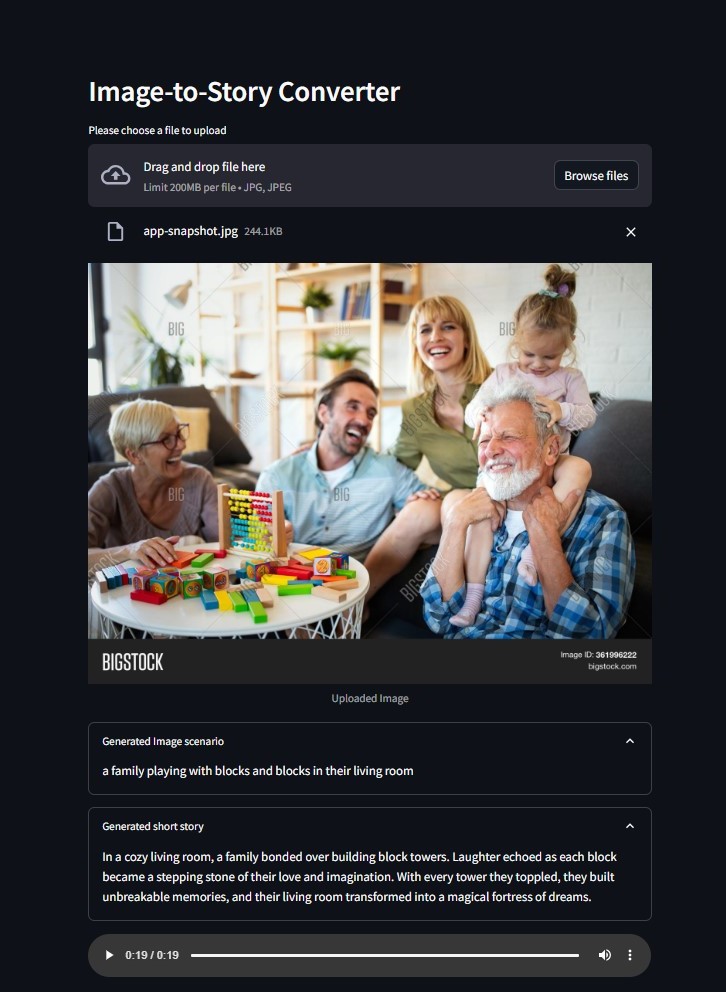 Image-to-Story Converter
Please choose a file to upload
Drag and drop file here
Limit 200MB per file • JPG, JPEG
Browse files
app-snapshot.jpg 244.1KB
BIG
BIG
BIG
BIG
BIG
BIGSTOCK
Image ID: 361996222
bigstock.com
Uploaded Image
Generated Image scenario
a family playing with blocks and blocks in their living room
Generated short story
In a cozy living room, a family bonded over building block towers. Laughter echoed as each block
became a stepping stone of their love and imagination. With every tower they toppled, they built
unbreakable memories, and their living room transformed into a magical fortress of dreams.
0:19 / 0:19